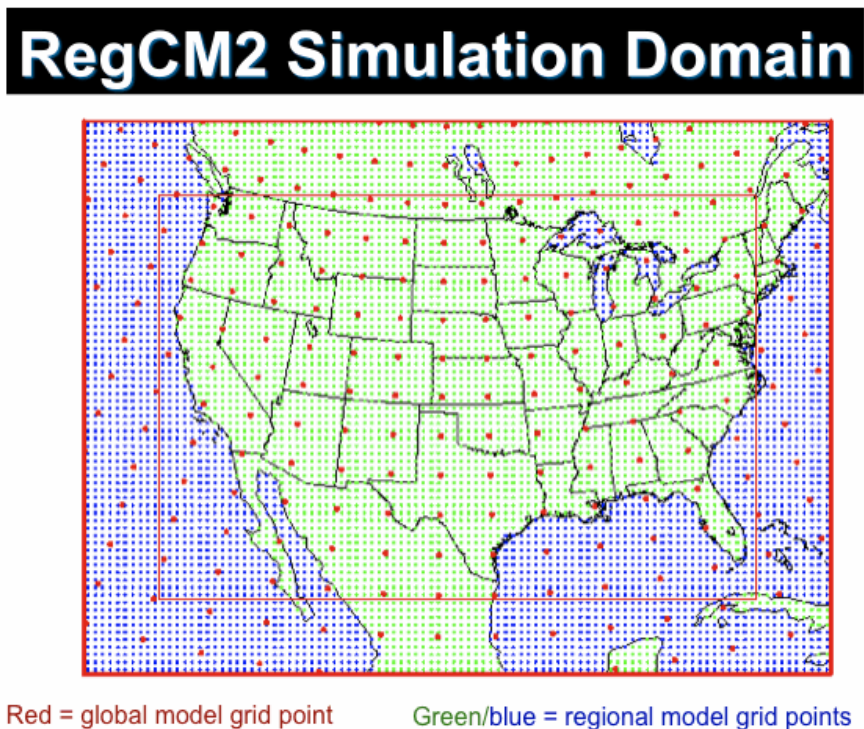 RegCM2 Simulation Domain
Red = global model grid point
Green/blue = regional model grid points